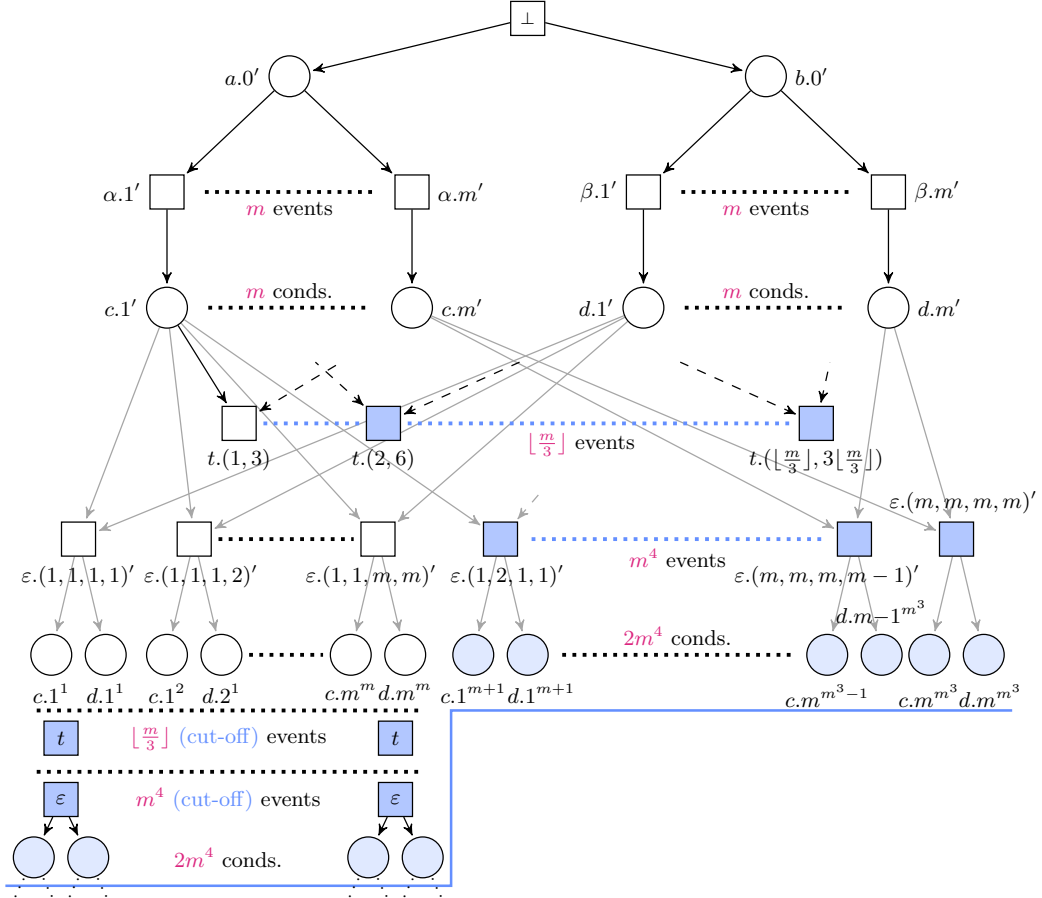 ⊥
a.0′ b.0′
α.1′ α.m′ β.1′ β.m′
m events m events
m conds. m conds.
c.1′ c.m′ d.1′ d.m′
⌊m/3⌋ events
t.(1, 3) t.(2, 6) t.(⌊m/3⌋, 3⌊m/3⌋)
ε.(m, m, m, m)′
m⁴ events
ε.(1, 1, 1, 1)′ ε.(1, 1, 1, 2)′ ε.(1, 1, m, m)′ ε.(1, 2, 1, 1)′ ε.(m, m, m, m − 1)′
d.m−1^{m³}
2m⁴ conds.
c.1¹ d.1¹ c.1² d.2¹ c.m^m d.m^m c.1^{m+1} d.1^{m+1} c.m^{m³−1} c.m^{m³} d.m^{m³}
t ⌊m/3⌋ (cut-off) events t
ε m⁴ (cut-off) events ε
2m⁴ conds.